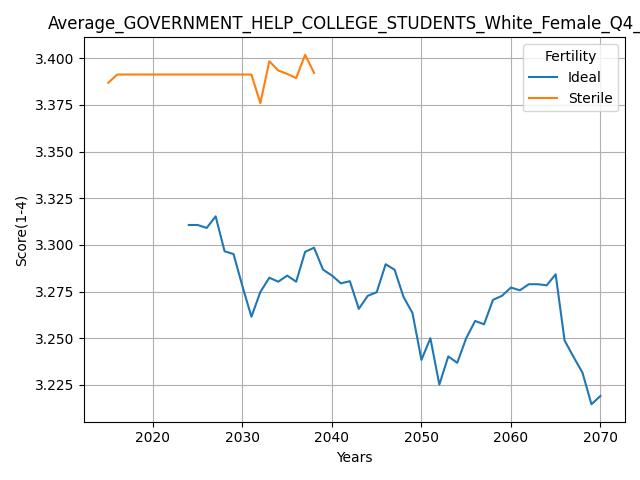 Average_GOVERNMENT_HELP_COLLEGE_STUDENTS_White_Female_Q4_
Fertility
Ideal
Sterile
Score(1-4)
3.400
3.375
3.350
3.325
3.300
3.275
3.250
3.225
2020 2030 2040 2050 2060 2070
Years